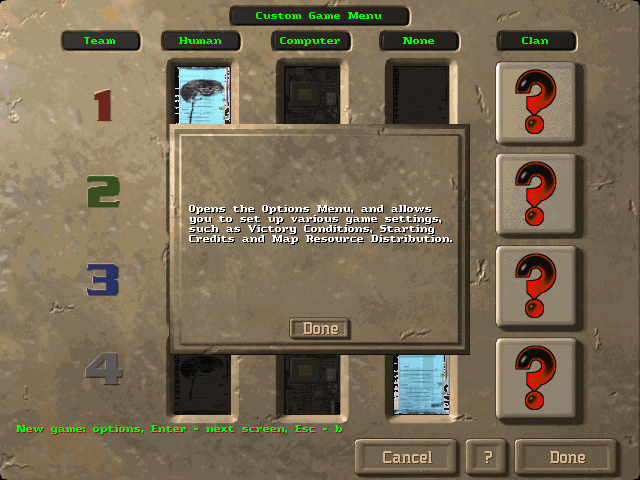 Custom Game Menu
Team Human Computer None Clan
1
2
Opens the Options Menu, and allows
you to set up various game settings,
such as Victory Conditions, Starting
Credits and Map Resource Distribution.
3
Done
4
New game: options, Enter - next screen, Esc - b
Cancel ? Done